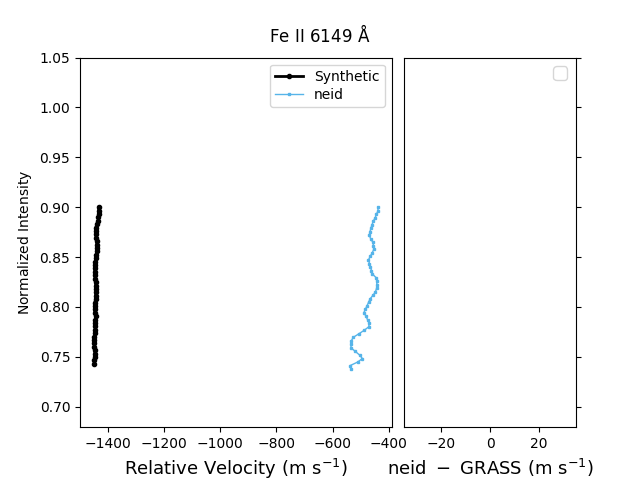 Fe II 6149 Å
1.05
1.00
0.95
0.90
0.85
0.80
0.75
0.70
Normalized Intensity
Synthetic
neid
−1400 −1200 −1000 −800 −600 −400
−20 0 20
Relative Velocity (m s⁻¹)
neid − GRASS (m s⁻¹)